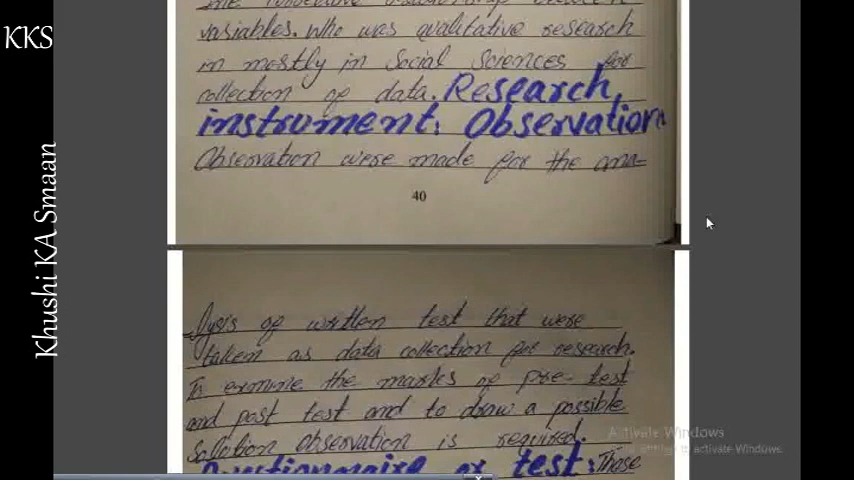 KKS
Khushi KA Smaan
variables. Who was qualitative research
in mostly in Social Sciences for
collection of data. Research
instrument: Observation
Observation were made for the ana-
40
lysis of written test that were
taken as data collection for research.
To examine the marks of pre-test
and post test and to draw a possible
Solution observation is required.
Activate Windows
settings to activate Windows.
Questionnaire or test: Those